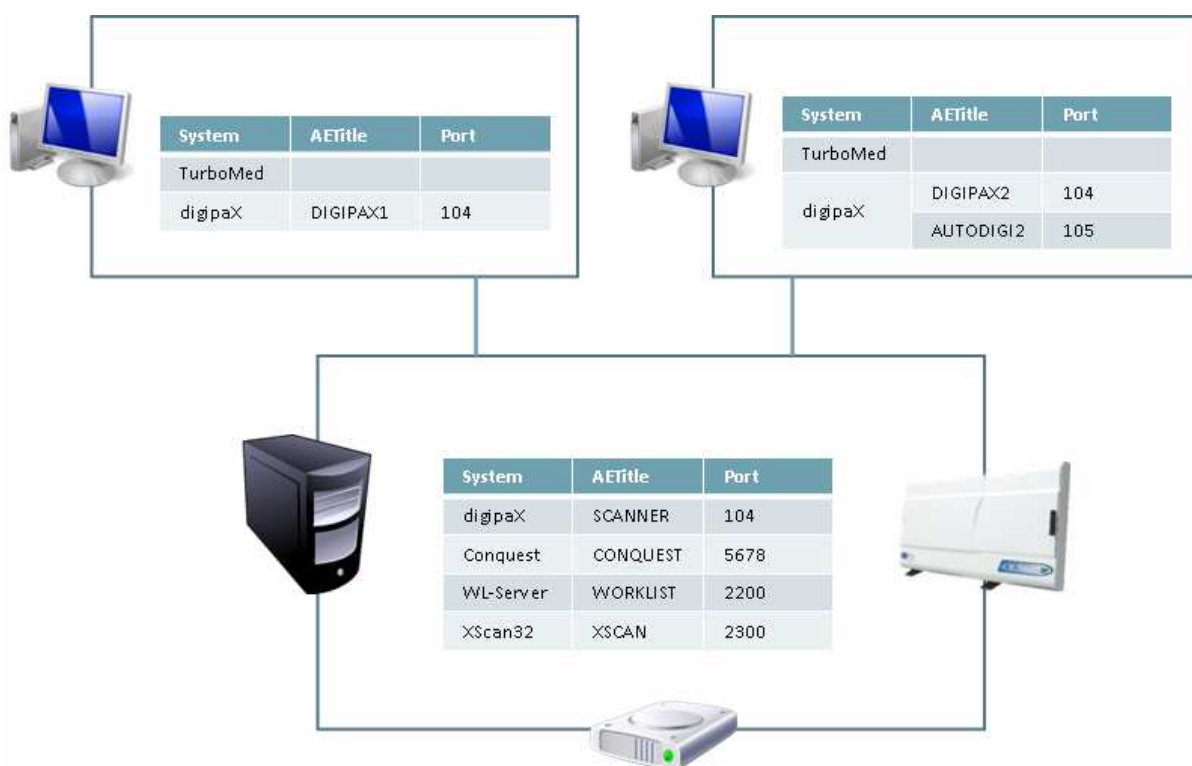 System AETitle Port
TurboMed
digipaX DIGIPAX1 104
System AETitle Port
TurboMed
digipaX
DIGIPAX2 104
AUTODIGI2 105
System AETitle Port
digipaX SCANNER 104
Conquest CONQUEST 5678
WL-Server WORKLIST 2200
XScan32 XSCAN 2300